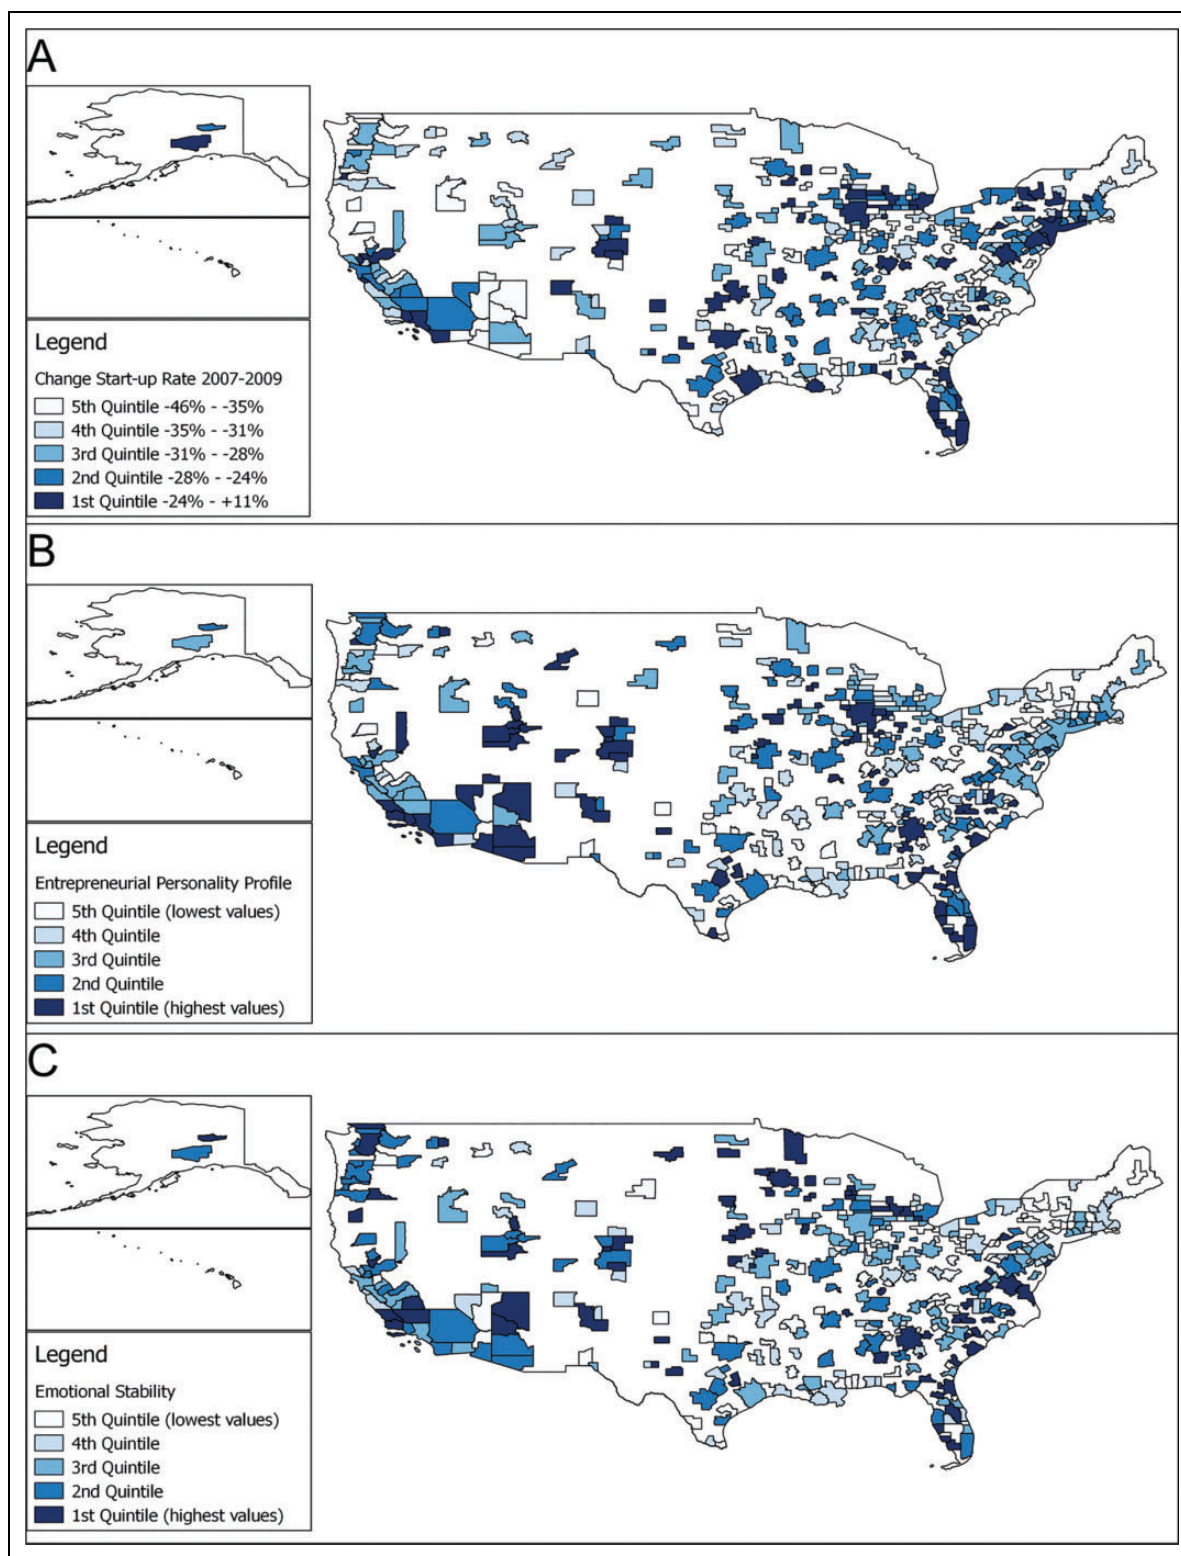 A
Legend
Change Start-up Rate 2007-2009
5th Quintile -46% - -35%
4th Quintile -35% - -31%
3rd Quintile -31% - -28%
2nd Quintile -28% - -24%
1st Quintile -24% - +11%
B
Legend
Entrepreneurial Personality Profile
5th Quintile (lowest values)
4th Quintile
3rd Quintile
2nd Quintile
1st Quintile (highest values)
C
Legend
Emotional Stability
5th Quintile (lowest values)
4th Quintile
3rd Quintile
2nd Quintile
1st Quintile (highest values)